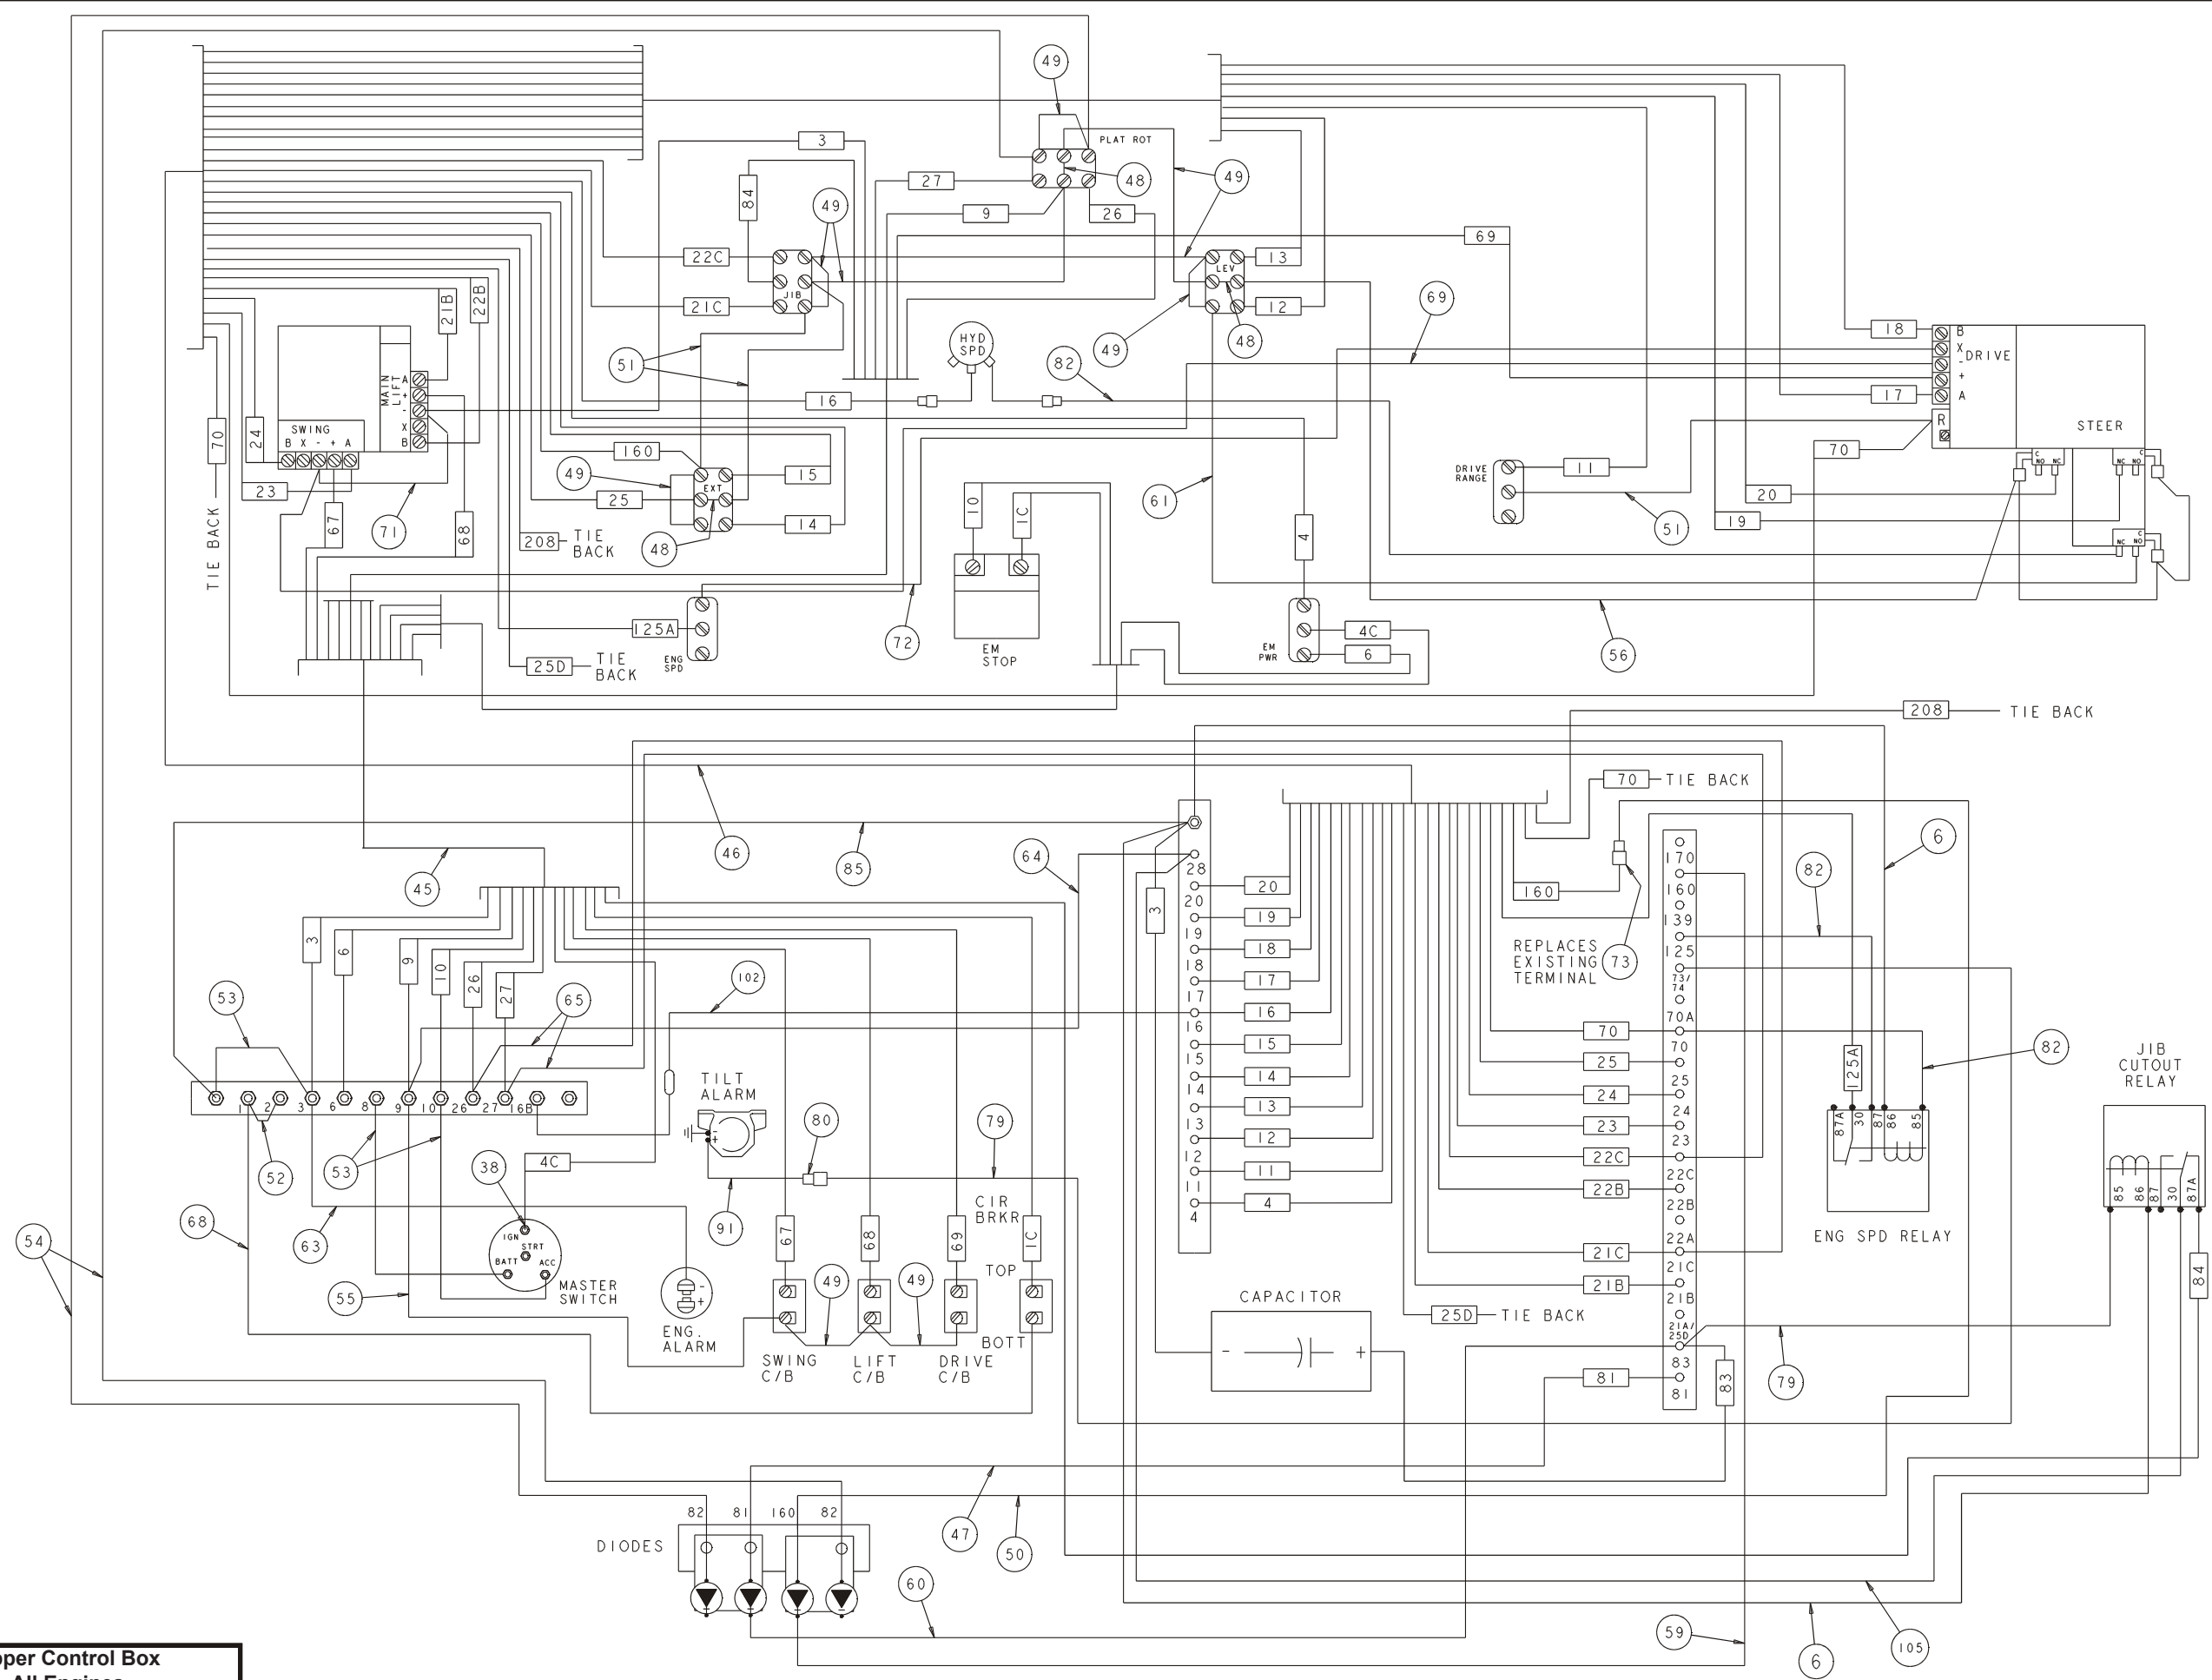 49
PLAT ROT
3
27
48
49
84
49
9
26
69
22C
JIB
21C
LEV
13
12
49
48
69
21B
22B
51
HYD
SPD
82
16
18
B
X
-
+
A
DRIVE
17
R
STEER
MAIN
LIFT
A
+
-
X
B
SWING
B X - + A
24
70
23
67
71
68
TIE BACK
160
49
25
EXT
15
14
48
208
TIE
BACK
10
1C
61
4
DRIVE
RANGE
11
51
70
20
19
C
NO NC
C
NC NO
C
NC NO
125A
ENG
SPD
25D
TIE
BACK
72
EM
STOP
EM
PWR
4C
6
56
208
TIE BACK
70
TIE BACK
46
85
64
45
6
82
28
20
20
19
19
18
18
17
17
16
16
15
15
14
14
13
13
12
12
11
11
4
4
3
160
REPLACES
EXISTING
TERMINAL
73
170
160
139
125
73/
74
70A
70
70
25
25
24
24
23
23
22C
22C
22B
22B
22A
21C
21C
21B
21B
21A/
25D
83
81
81
83
3
6
9
10
26
27
65
102
53
1 2 3 6 8 9 10 26 27 16B
52
53
38
4C
TILT
ALARM
-
+
80
79
91
68
63
55
54
IGN
STRT
BATT
ACC
MASTER
SWITCH
-
+
ENG.
ALARM
67
68
69
1C
CIR
BRKR
TOP
BOTT
49
49
SWING
C/B
LIFT
C/B
DRIVE
C/B
CAPACITOR
-
+
25D
TIE BACK
125A
82
87A
30
87
86
85
ENG SPD RELAY
JIB
CUTOUT
RELAY
85
86
87
30
87A
84
79
82
81
160
82
DIODES
47
50
60
59
6
105
Control Box
All Engines